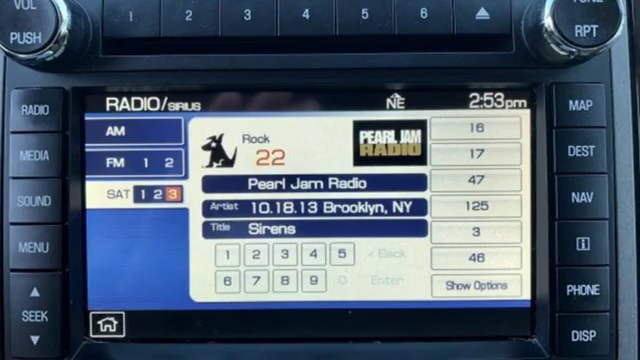 VOL
PUSH
1 2 3 4 5 6
TUNE
RPT
RADIO
MEDIA
SOUND
MENU
SEEK
RADIO/SIRIUS
NE
2:53pm
AM
FM 1 2
SAT 1 2 3
Rock
22
PEARL JAM
RADIO
Pearl Jam Radio
Artist 10.18.13 Brooklyn, NY
Title Sirens
1 2 3 4 5 < Back
6 7 8 9 0 Enter
16
17
47
125
3
46
Show Options
MAP
DEST
NAV
i
PHONE
DISP